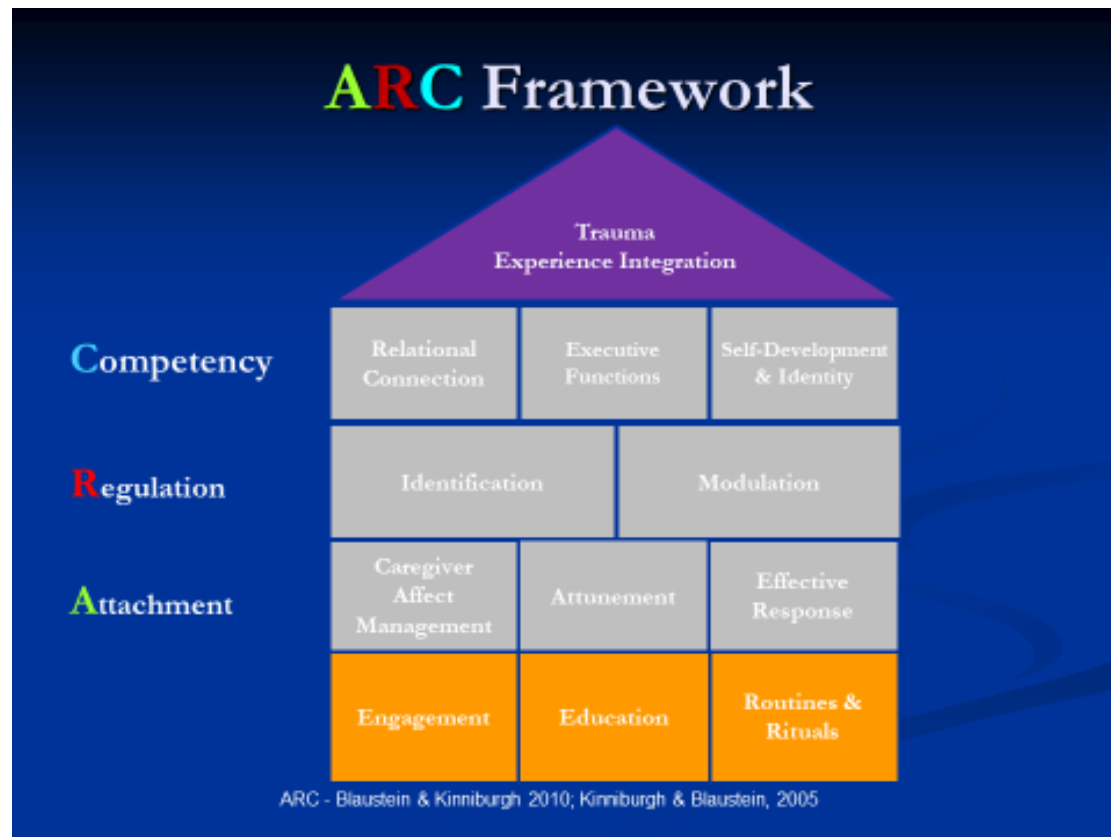 ARC Framework
Trauma
Experience Integration
Competency
Relational
Connection
Executive
Functions
Self-Development
& Identity
Regulation
Identification
Modulation
Attachment
Caregiver
Affect
Management
Attunement
Effective
Response
Engagement
Education
Routines &
Rituals
ARC - Blaustein & Kinniburgh 2010; Kinniburgh & Blaustein, 2005